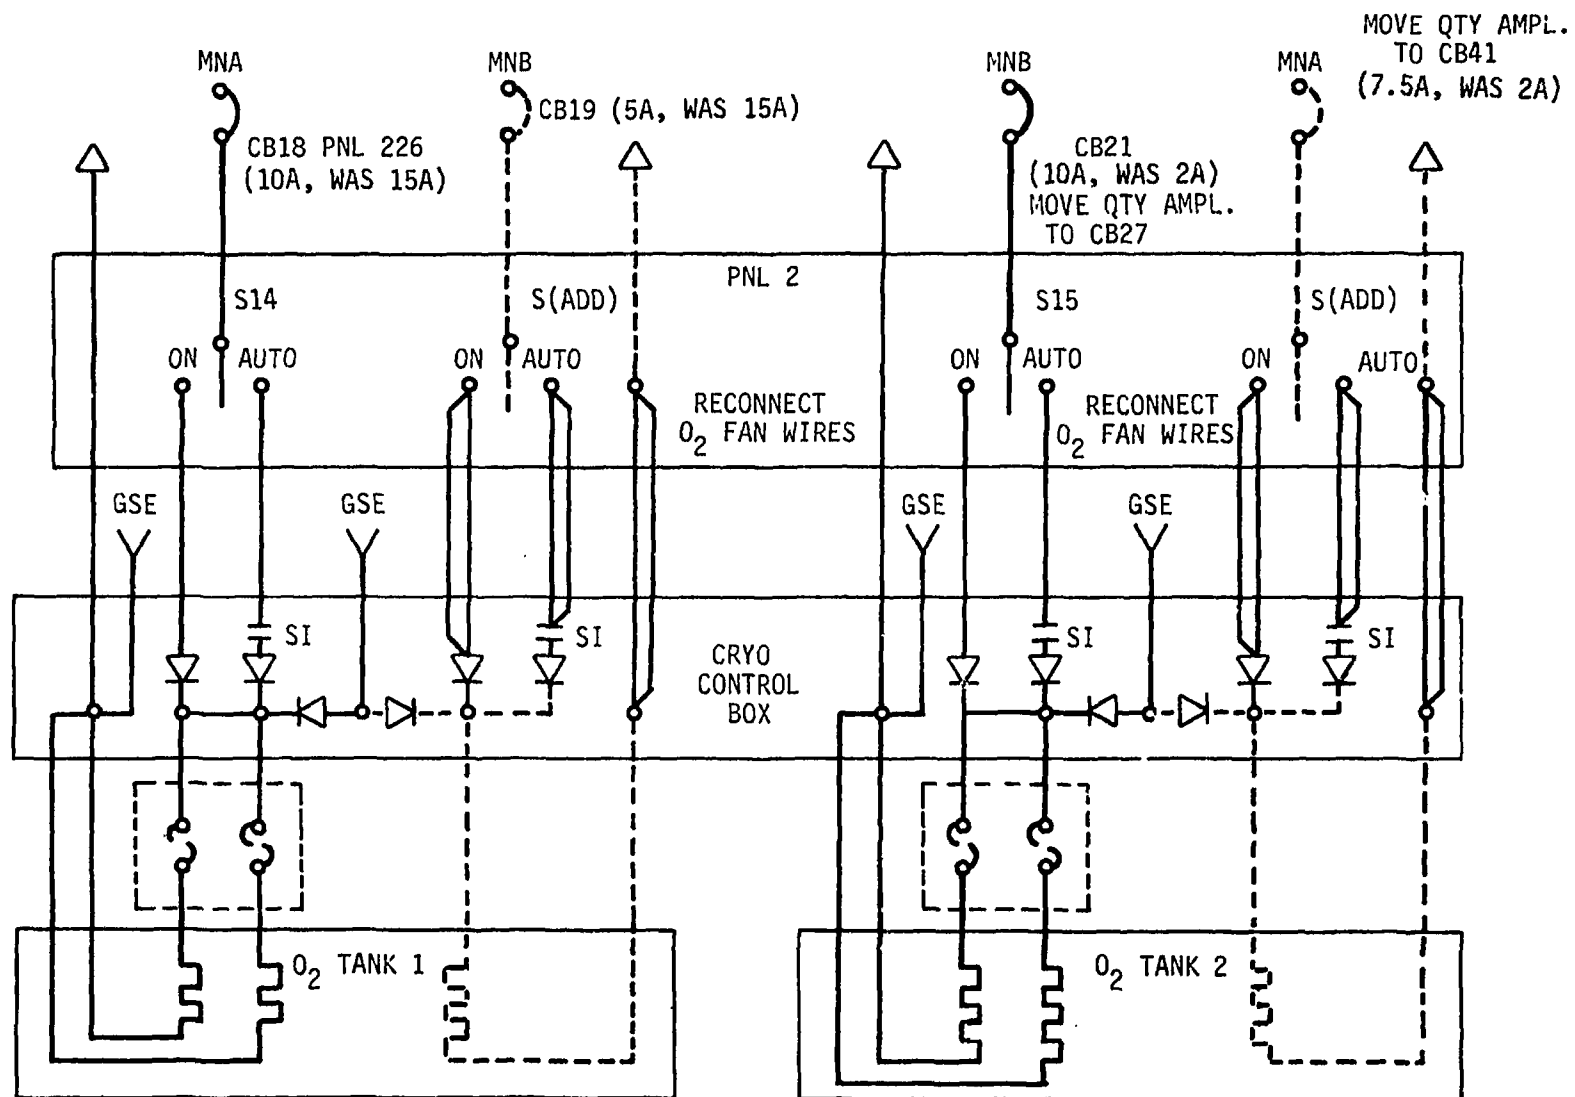 MOVE QTY AMPL.
TO CB41
(7.5A, WAS 2A)
MNA
MNB
MNB
MNA
CB19 (5A, WAS 15A)
CB18 PNL 226
(10A, WAS 15A)
CB21
(10A, WAS 2A)
MOVE QTY AMPL.
TO CB27
PNL 2
S14
S(ADD)
S15
S(ADD)
ON
AUTO
ON
AUTO
ON
AUTO
ON
AUTO
RECONNECT
O2 FAN WIRES
RECONNECT
O2 FAN WIRES
GSE
GSE
GSE
GSE
SI
SI
SI
SI
CRYO
CONTROL
BOX
O2 TANK 1
O2 TANK 2